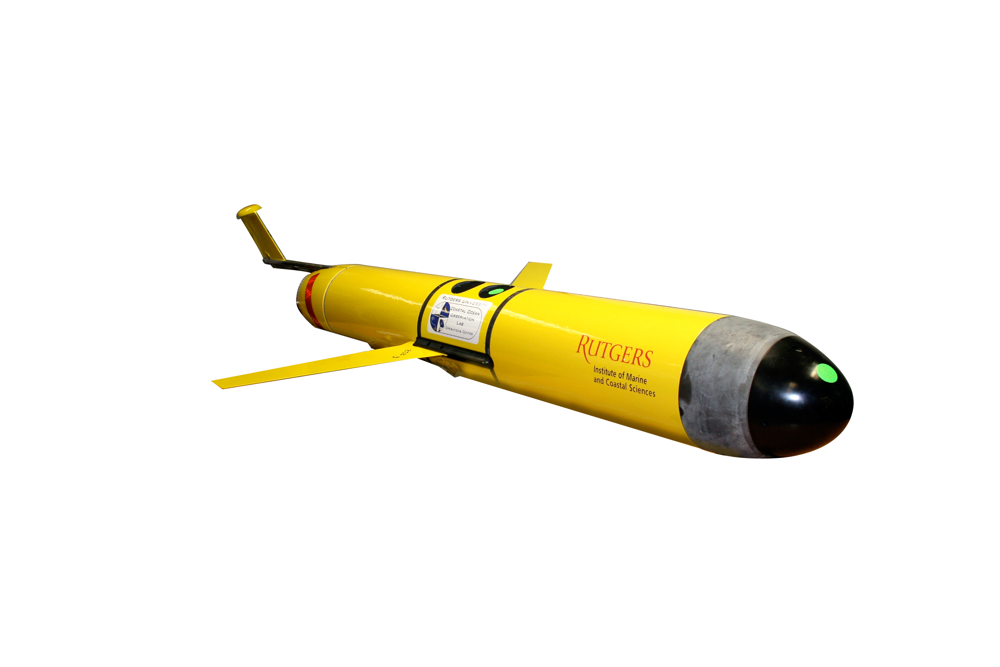 RUTGERS UNIVERSITY
COASTAL OCEAN
OBSERVATION
LAB
OPERATIONS CENTER
RUTGERS
Institute of Marine
and Coastal Sciences